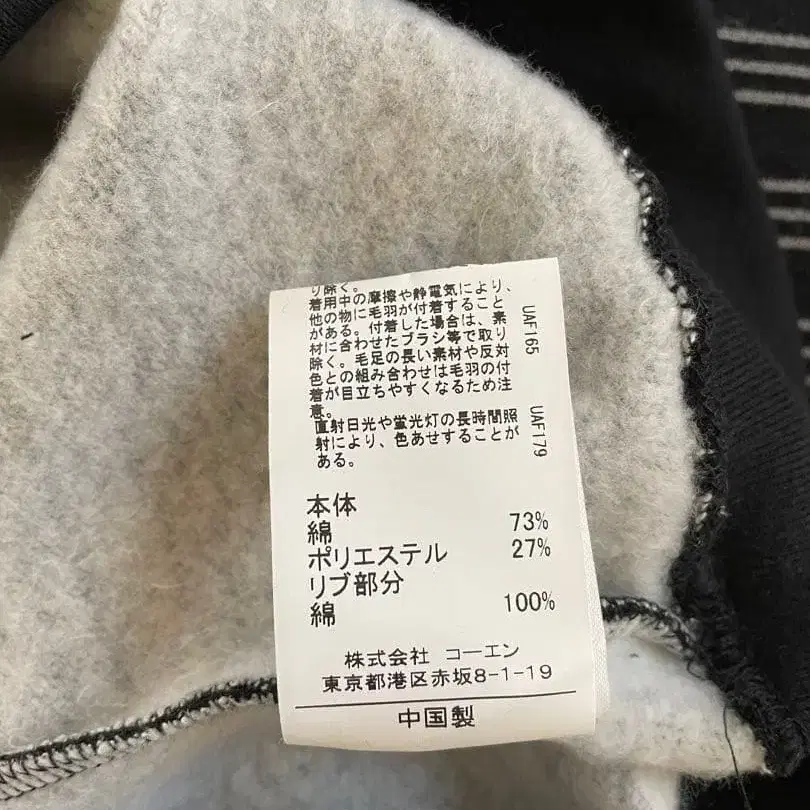 り除く。
着用中の摩擦や静電気により、
他の物に毛羽が付着すること
がある。付着した場合は、素
材に合わせたブラシ等で取り
除く。毛足の長い素材や反対
色との組み合わせは毛羽の付
着が目立ちやすくなるため注
意。
UAF165
直射日光や蛍光灯の長時間照
射により、色あせすることが
ある。
UAF179
本体
綿 73%
ポリエステル 27%
リブ部分
綿 100%
株式会社 コーエン
東京都港区赤坂8-1-19
中国製